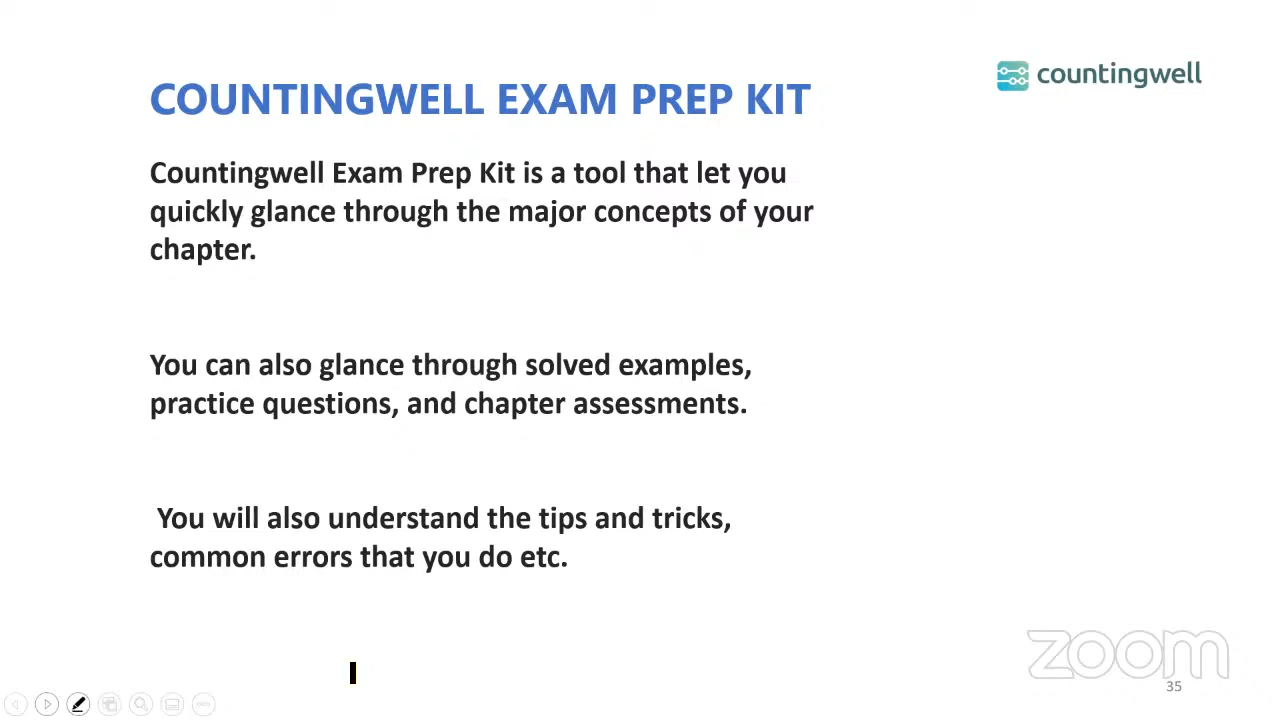 countingwell
COUNTINGWELL EXAM PREP KIT
Countingwell Exam Prep Kit is a tool that let you
quickly glance through the major concepts of your
chapter.
You can also glance through solved examples,
practice questions, and chapter assessments.
You will also understand the tips and tricks,
common errors that you do etc.
zoom
35